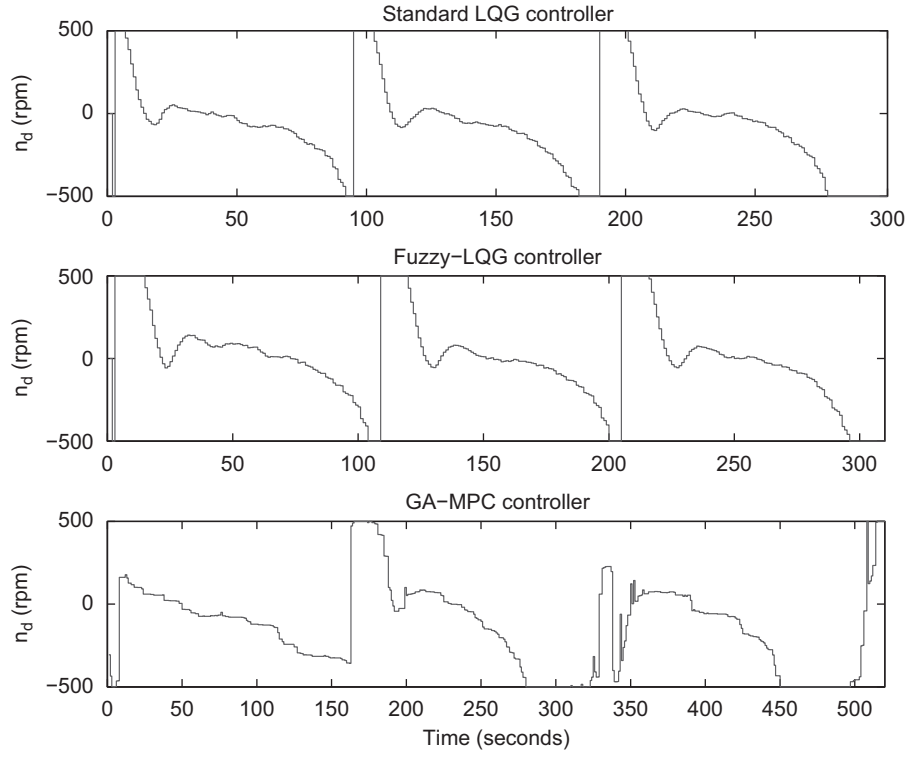 Standard LQG controller
500
0
−500
n_d (rpm)
0 50 100 150 200 250 300
Fuzzy−LQG controller
500
0
−500
n_d (rpm)
0 50 100 150 200 250 300
GA−MPC controller
500
0
−500
n_d (rpm)
0 50 100 150 200 250 300 350 400 450 500
Time (seconds)